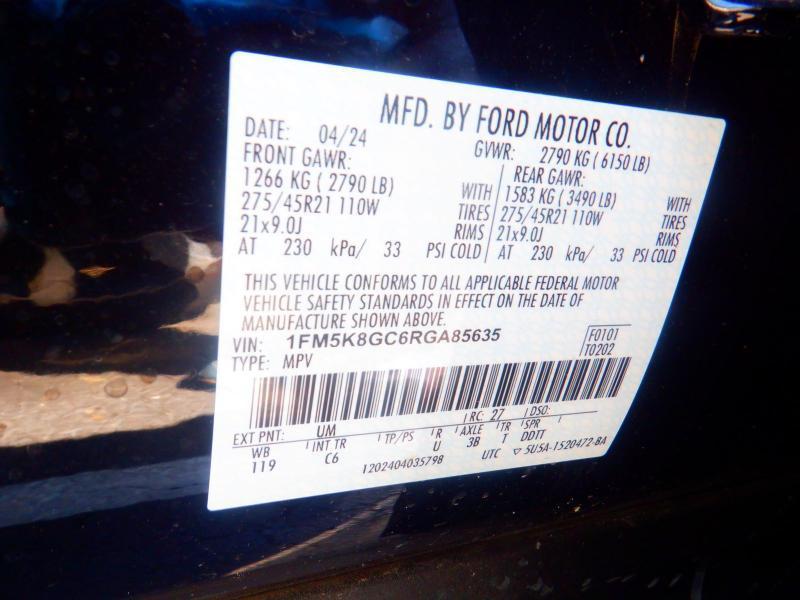 MFD. BY FORD MOTOR CO.
DATE: 04/24 GVWR: 2790 KG ( 6150 LB)
FRONT GAWR: REAR GAWR:
1266 KG ( 2790 LB) WITH 1583 KG ( 3490 LB) WITH
275/45R21 110W TIRES 275/45R21 110W TIRES
21x9.0J RIMS 21x9.0J RIMS
AT 230 kPa/ 33 PSI COLD AT 230 kPa/ 33 PSI COLD
THIS VEHICLE CONFORMS TO ALL APPLICABLE FEDERAL MOTOR
VEHICLE SAFETY STANDARDS IN EFFECT ON THE DATE OF
MANUFACTURE SHOWN ABOVE.
VIN: 1FM5K8GC6RGA85635 F0101
TYPE: MPV T0202
EXT PNT: UM RC: 27 DSO:
WB INT TR TP/PS R AXLE TR SPR
119 C6 U 3B T DDTT
1202404035798 UTC ▽ 5U5A-1520472-BA